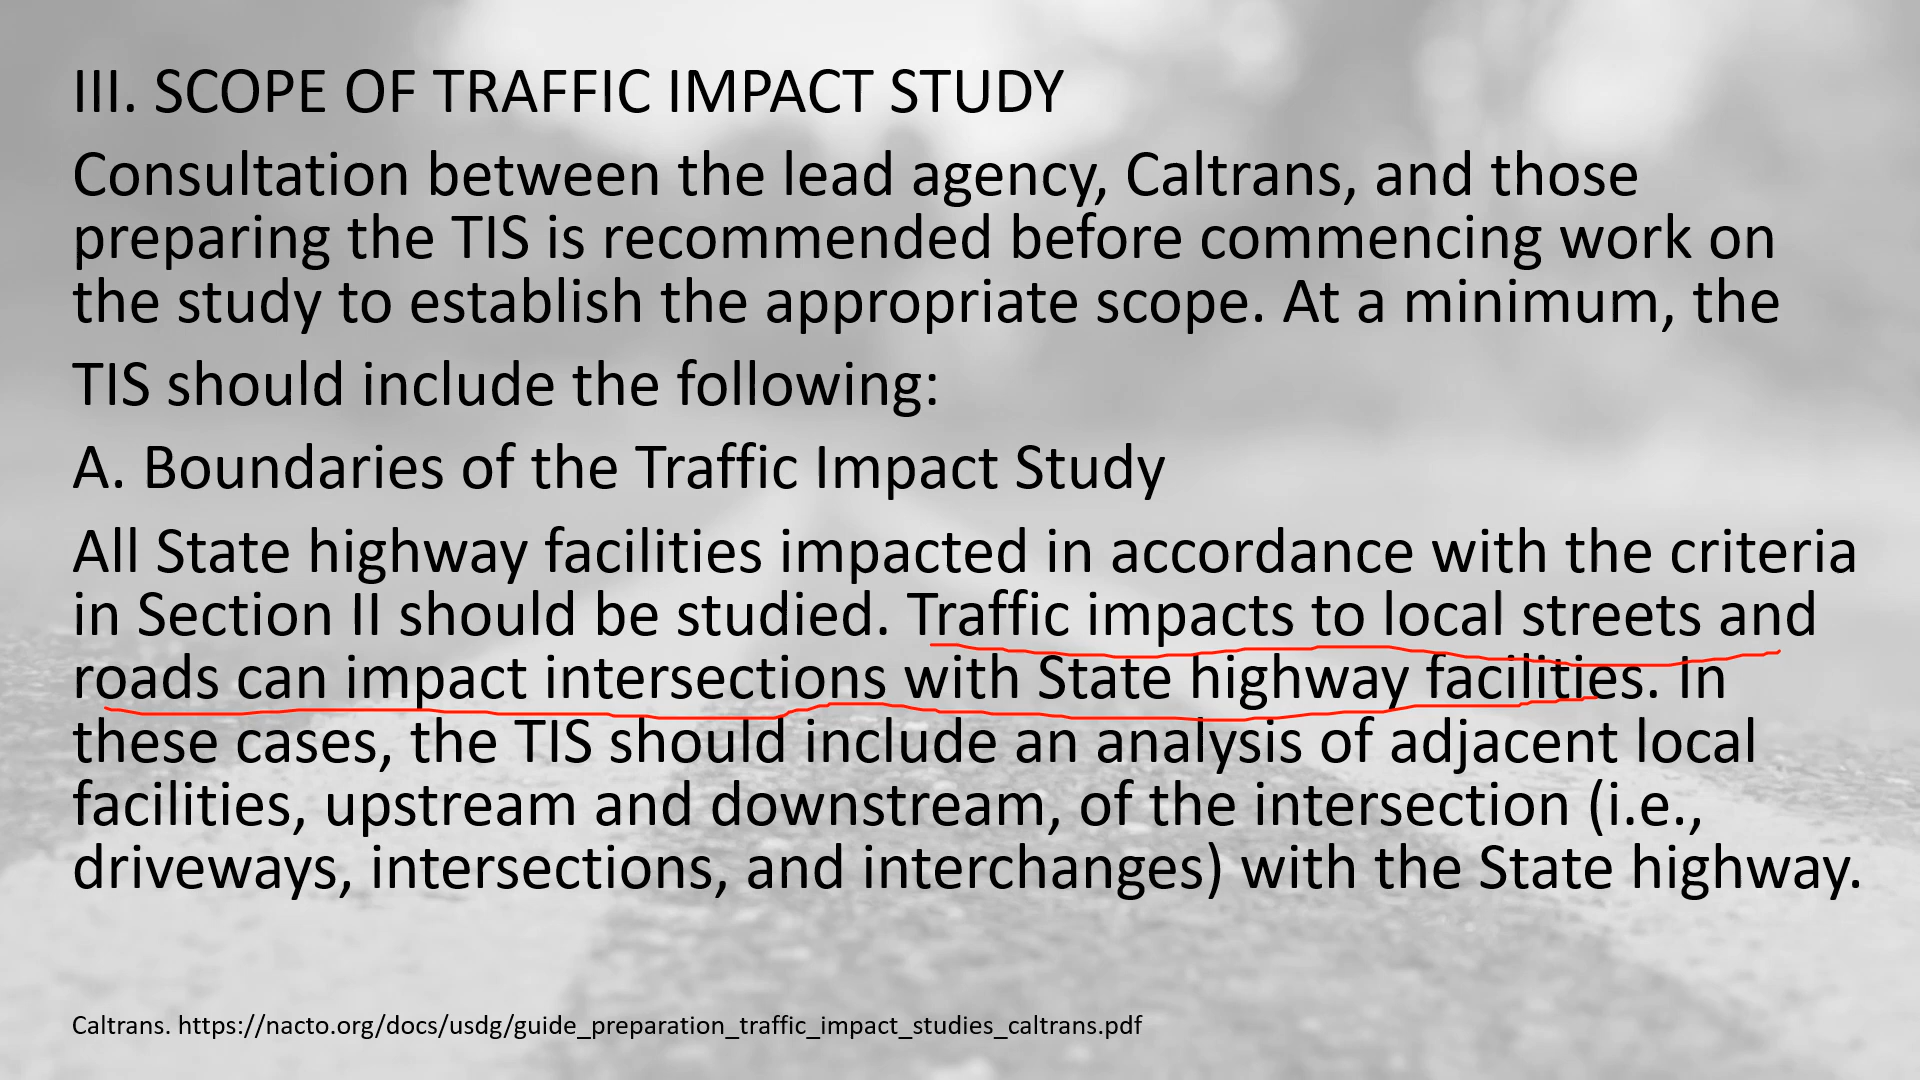 III. SCOPE OF TRAFFIC IMPACT STUDY
Consultation between the lead agency, Caltrans, and those
preparing the TIS is recommended before commencing work on
the study to establish the appropriate scope. At a minimum, the
TIS should include the following:
A. Boundaries of the Traffic Impact Study
All State highway facilities impacted in accordance with the criteria
in Section II should be studied. Traffic impacts to local streets and
roads can impact intersections with State highway facilities. In
these cases, the TIS should include an analysis of adjacent local
facilities, upstream and downstream, of the intersection (i.e.,
driveways, intersections, and interchanges) with the State highway.
Caltrans. https://nacto.org/docs/usdg/guide_preparation_traffic_impact_studies_caltrans.pdf